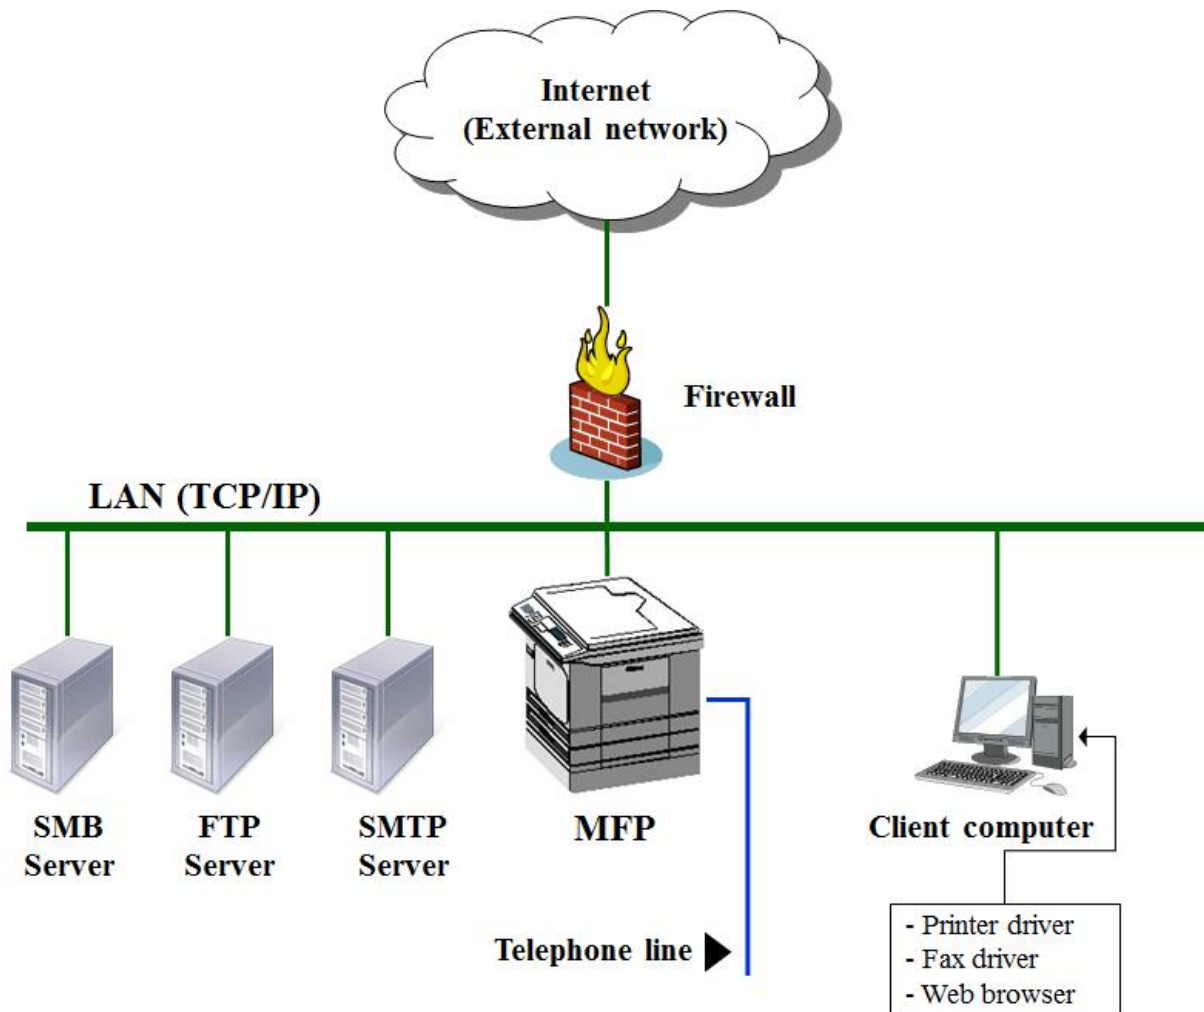 Internet
(External network)
Firewall
LAN (TCP/IP)
SMB
Server
FTP
Server
SMTP
Server
MFP
Client computer
Telephone line
- Printer driver
- Fax driver
- Web browser